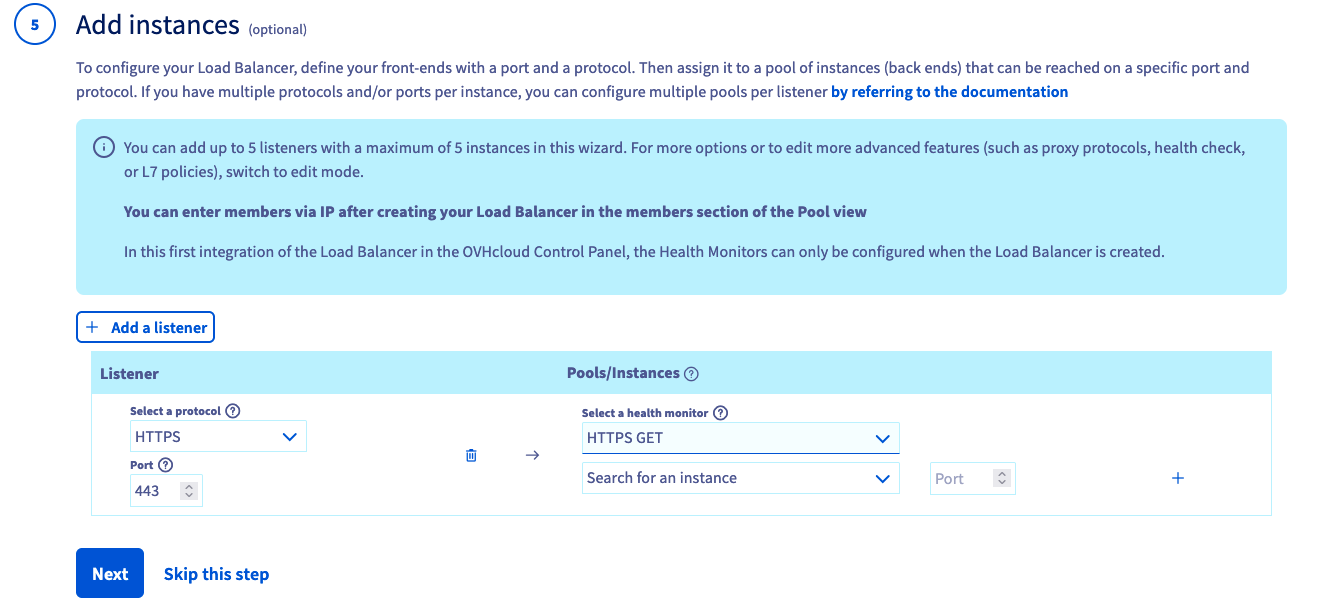 5
Add instances (optional)
To configure your Load Balancer, define your front-ends with a port and a protocol. Then assign it to a pool of instances (back ends) that can be reached on a specific port and
protocol. If you have multiple protocols and/or ports per instance, you can configure multiple pools per listener by referring to the documentation
You can add up to 5 listeners with a maximum of 5 instances in this wizard. For more options or to edit more advanced features (such as proxy protocols, health check,
or L7 policies), switch to edit mode.
You can enter members via IP after creating your Load Balancer in the members section of the Pool view
In this first integration of the Load Balancer in the OVHcloud Control Panel, the Health Monitors can only be configured when the Load Balancer is created.
+ Add a listener
Listener
Pools/Instances ?
Select a protocol ?
HTTPS
Port ?
443
Select a health monitor ?
HTTPS GET
Search for an instance
Port
+
Next
Skip this step